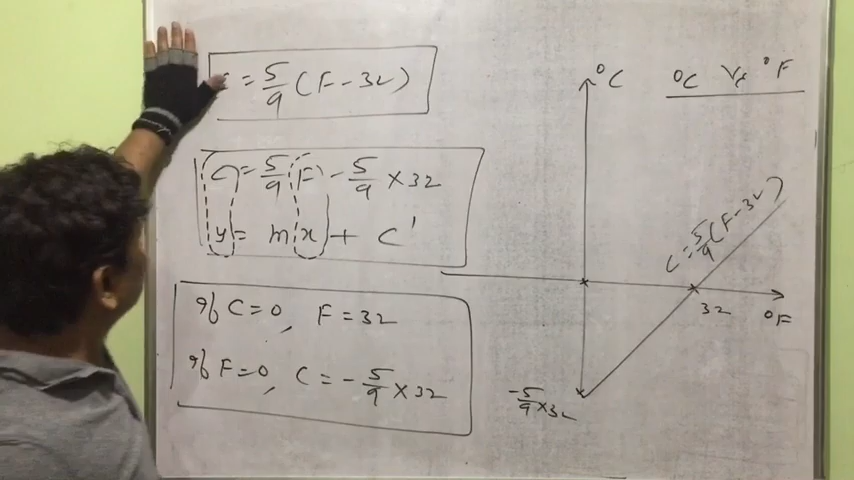 = 5/9 (F - 32)
C = 5/9 F - 5/9 × 32
y = m x + C'
If C = 0, F = 32
If F = 0, C = - 5/9 × 32
°C
°C Vs °F
C = 5/9 (F - 32)
32
°F
- 5/9 × 32